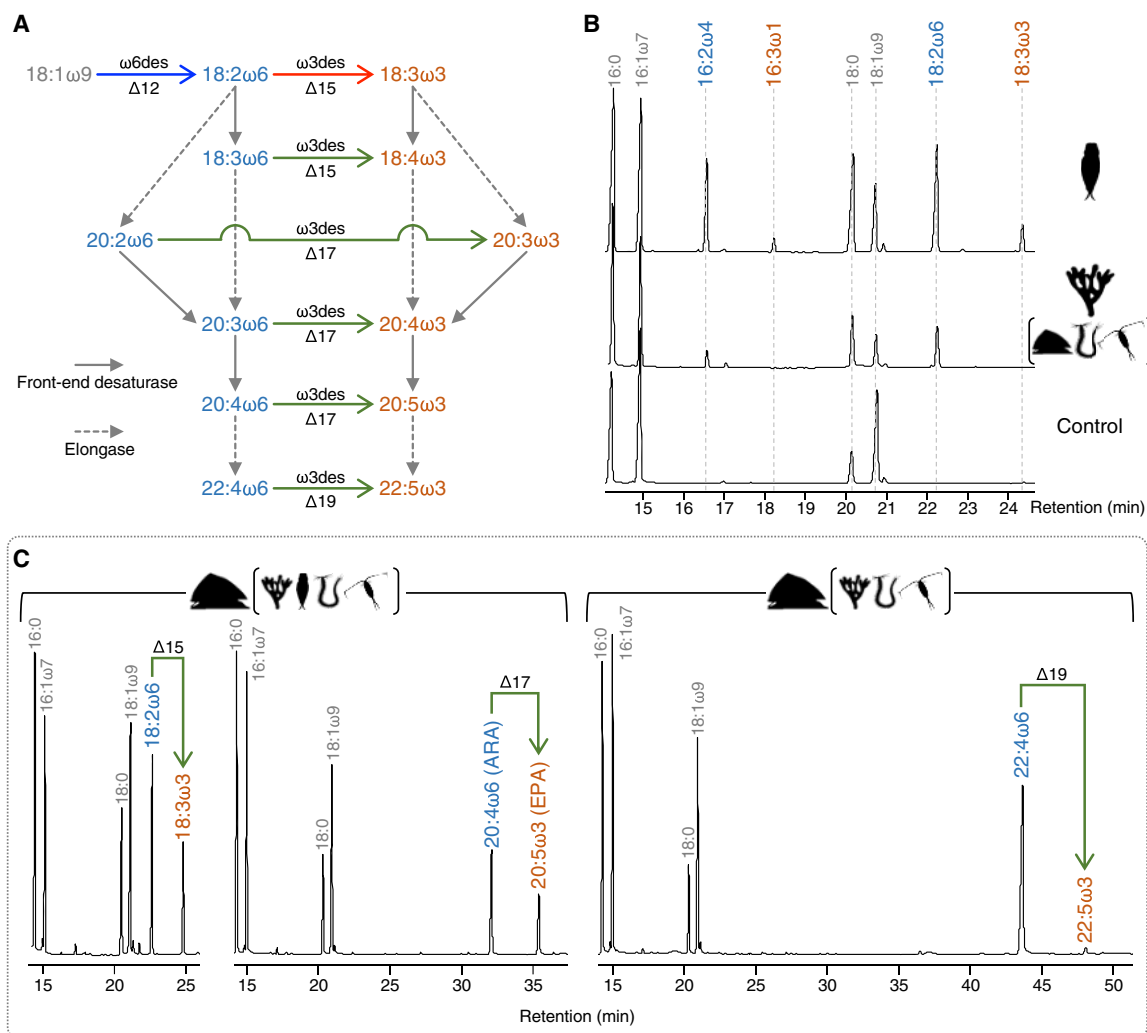 A
18:1ω9
ω6des
Δ12
18:2ω6
ω3des
Δ15
18:3ω3
18:3ω6
ω3des
Δ15
18:4ω3
20:2ω6
ω3des
Δ17
20:3ω3
20:3ω6
ω3des
Δ17
20:4ω3
Front-end desaturase
20:4ω6
ω3des
Δ17
20:5ω3
Elongase
22:4ω6
ω3des
Δ19
22:5ω3
B
16:0
16:1ω7
16:2ω4
16:3ω1
18:0
18:1ω9
18:2ω6
18:3ω3
Control
15 16 17 18 19 20 21 22 23 24 Retention (min)
C
16:0
16:1ω7
18:0
18:1ω9
18:2ω6
Δ15
18:3ω3
15 20 25
16:0
16:1ω7
18:0
18:1ω9
20:4ω6 (ARA)
Δ17
20:5ω3 (EPA)
15 20 25 30 35
16:0
16:1ω7
18:0
18:1ω9
22:4ω6
Δ19
22:5ω3
15 20 25 30 35 40 45 50
Retention (min)